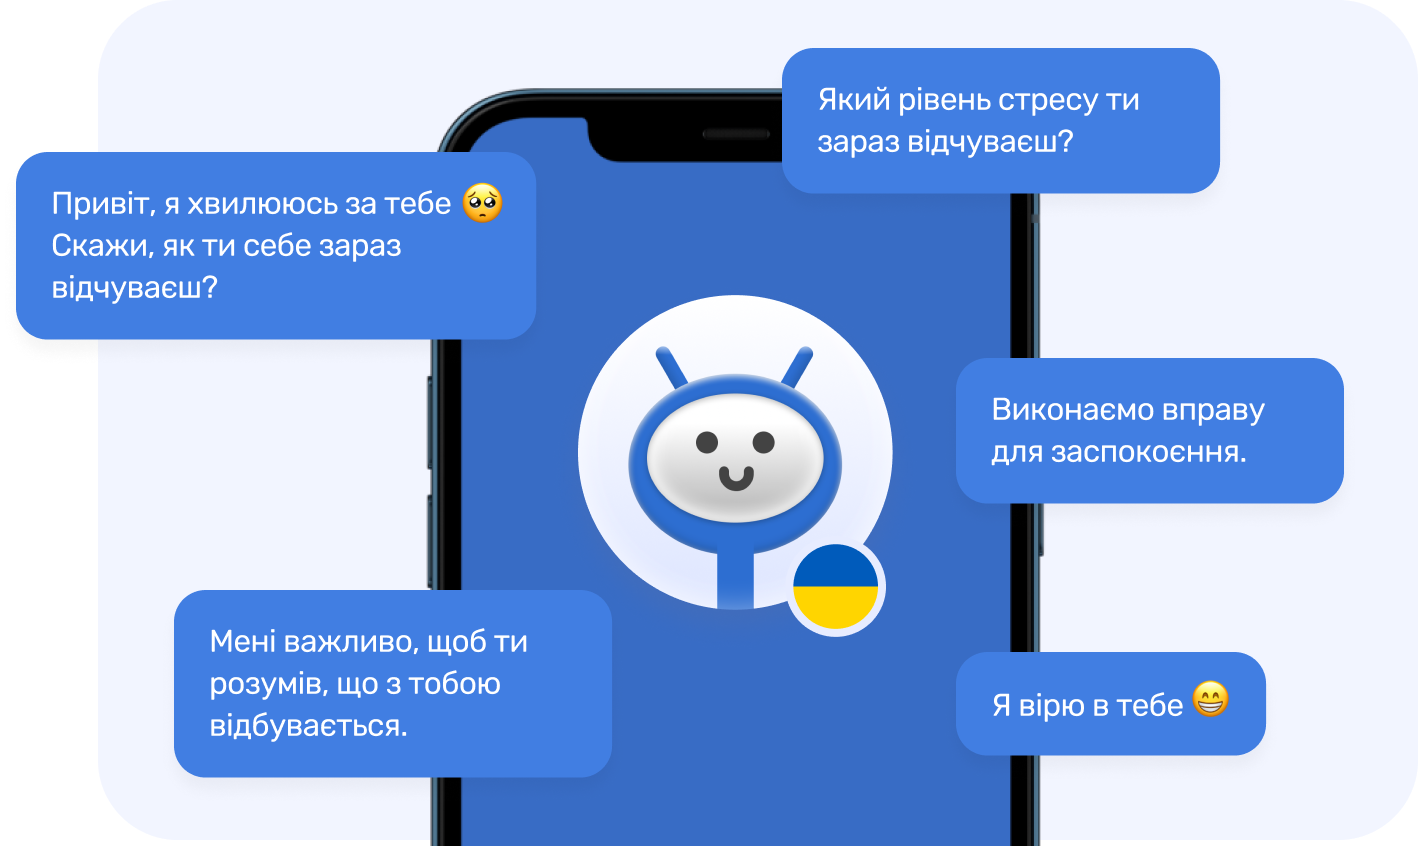 Який рівень стресу ти
зараз відчуваєш?
Привіт, я хвилююсь за тебе 🥺
Скажи, як ти себе зараз
відчуваєш?
Виконаємо вправу
для заспокоєння.
Мені важливо, щоб ти
розумів, що з тобою
відбувається.
Я вірю в тебе 😁